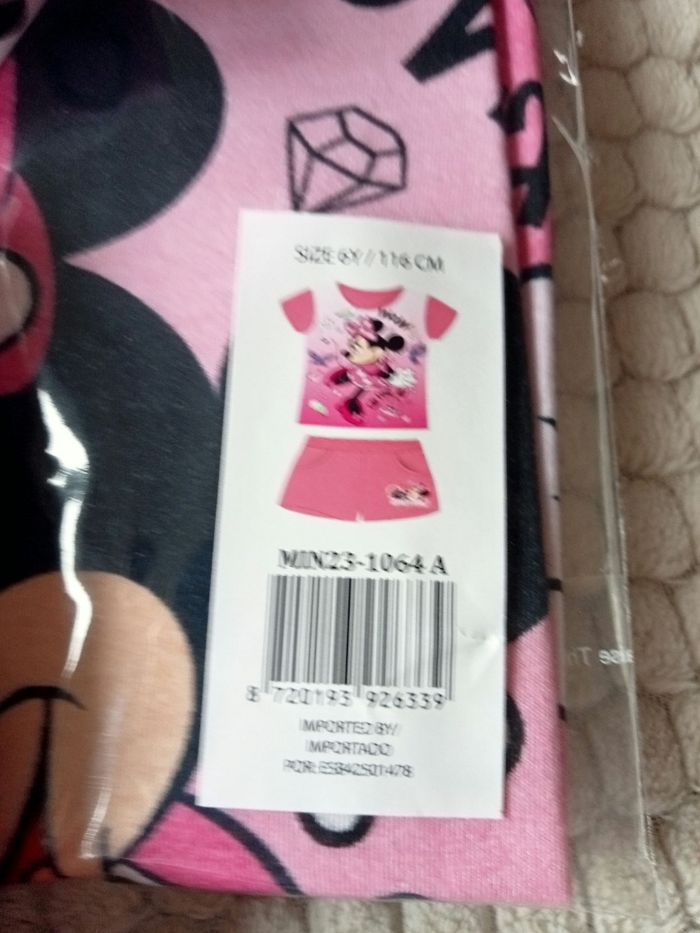 SIZE 6Y // 116 CM
MIN23-1064 A
8 720193 926339
IMPORTED BY/
IMPORTADO
POR: ESB42501478